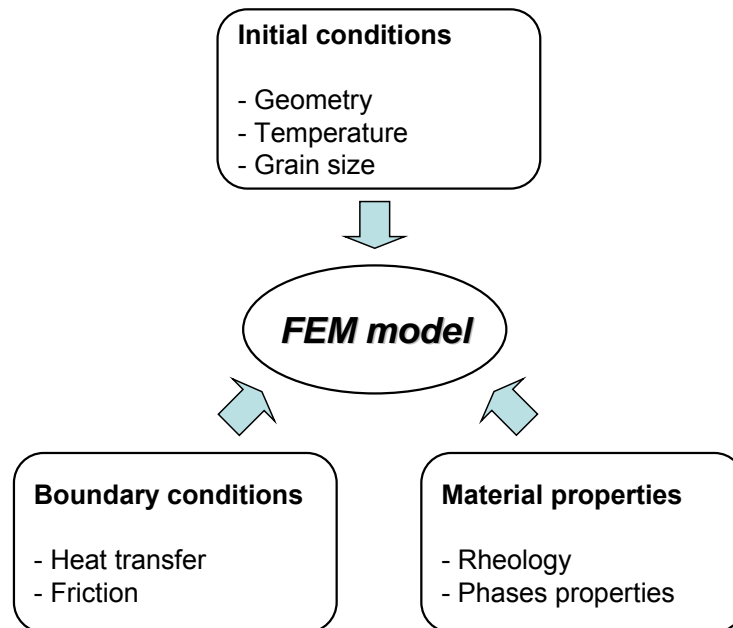 Initial conditions
- Geometry
- Temperature
- Grain size
FEM model
Boundary conditions
- Heat transfer
- Friction
Material properties
- Rheology
- Phases properties